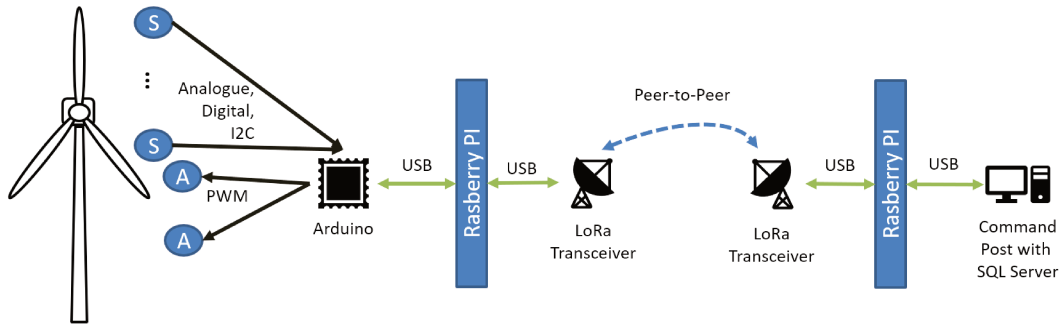 S
...
S
Analogue,
Digital,
I2C
A
PWM
A
Arduino
USB
Rasberry PI
USB
LoRa
Transceiver
Peer-to-Peer
LoRa
Transceiver
USB
Rasberry PI
USB
Command
Post with
SQL Server